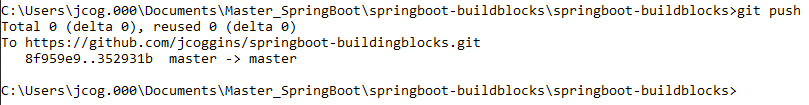 C:\Users\jcog.000\Documents\Master_SpringBoot\springboot-buildblocks\springboot-buildblocks>git push
Total 0 (delta 0), reused 0 (delta 0)
To https://github.com/jcoggins/springboot-buildingblocks.git
   8f959e9..352931b  master -> master
C:\Users\jcog.000\Documents\Master_SpringBoot\springboot-buildblocks\springboot-buildblocks>